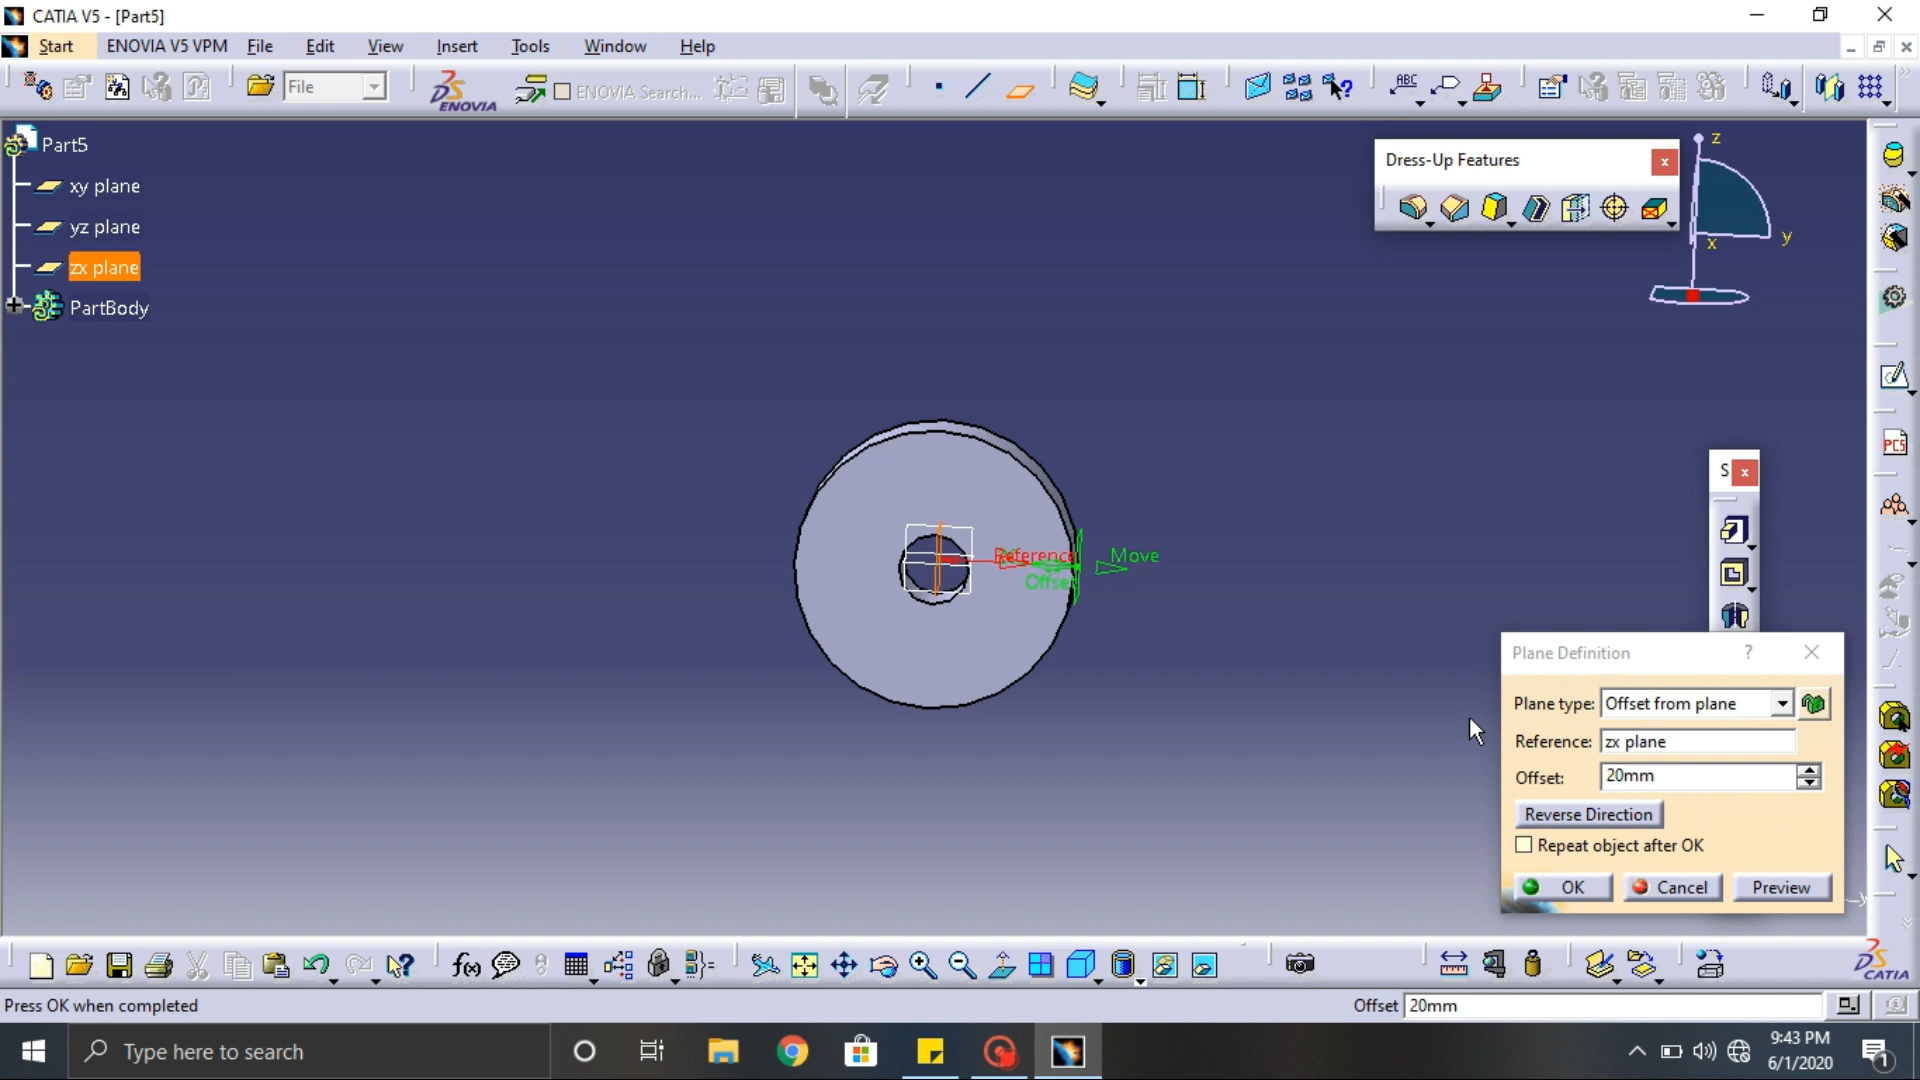 CATIA V5 - [Part5]
Start ENOVIA V5 VPM File Edit View Insert Tools Window Help
File
ENOVIA
ENOVIA Search...
ABC
Part5
xy plane
yz plane
zx plane
PartBody
Dress-Up Features
z
y
x
PCS
S
Reference
Move
Offset
Plane Definition
Plane type: Offset from plane
Reference: zx plane
Offset: 20mm
Reverse Direction
Repeat object after OK
OK Cancel Preview
y
f(x)
CATIA
Press OK when completed
Offset 20mm
Type here to search
9:43 PM
6/1/2020
1